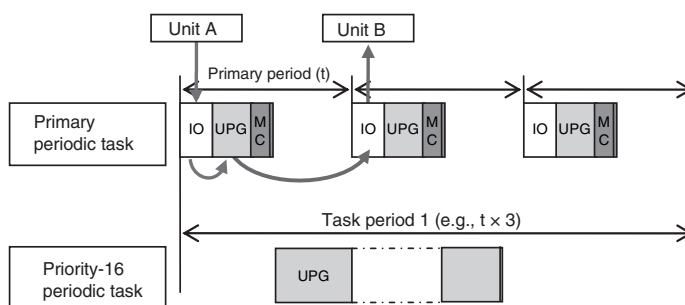 Unit A
Unit B
Primary period (t)
Primary
periodic task
IO
UPG
M
C
IO
UPG
M
C
IO
UPG
M
C
Task period 1 (e.g., t × 3)
Priority-16
periodic task
UPG